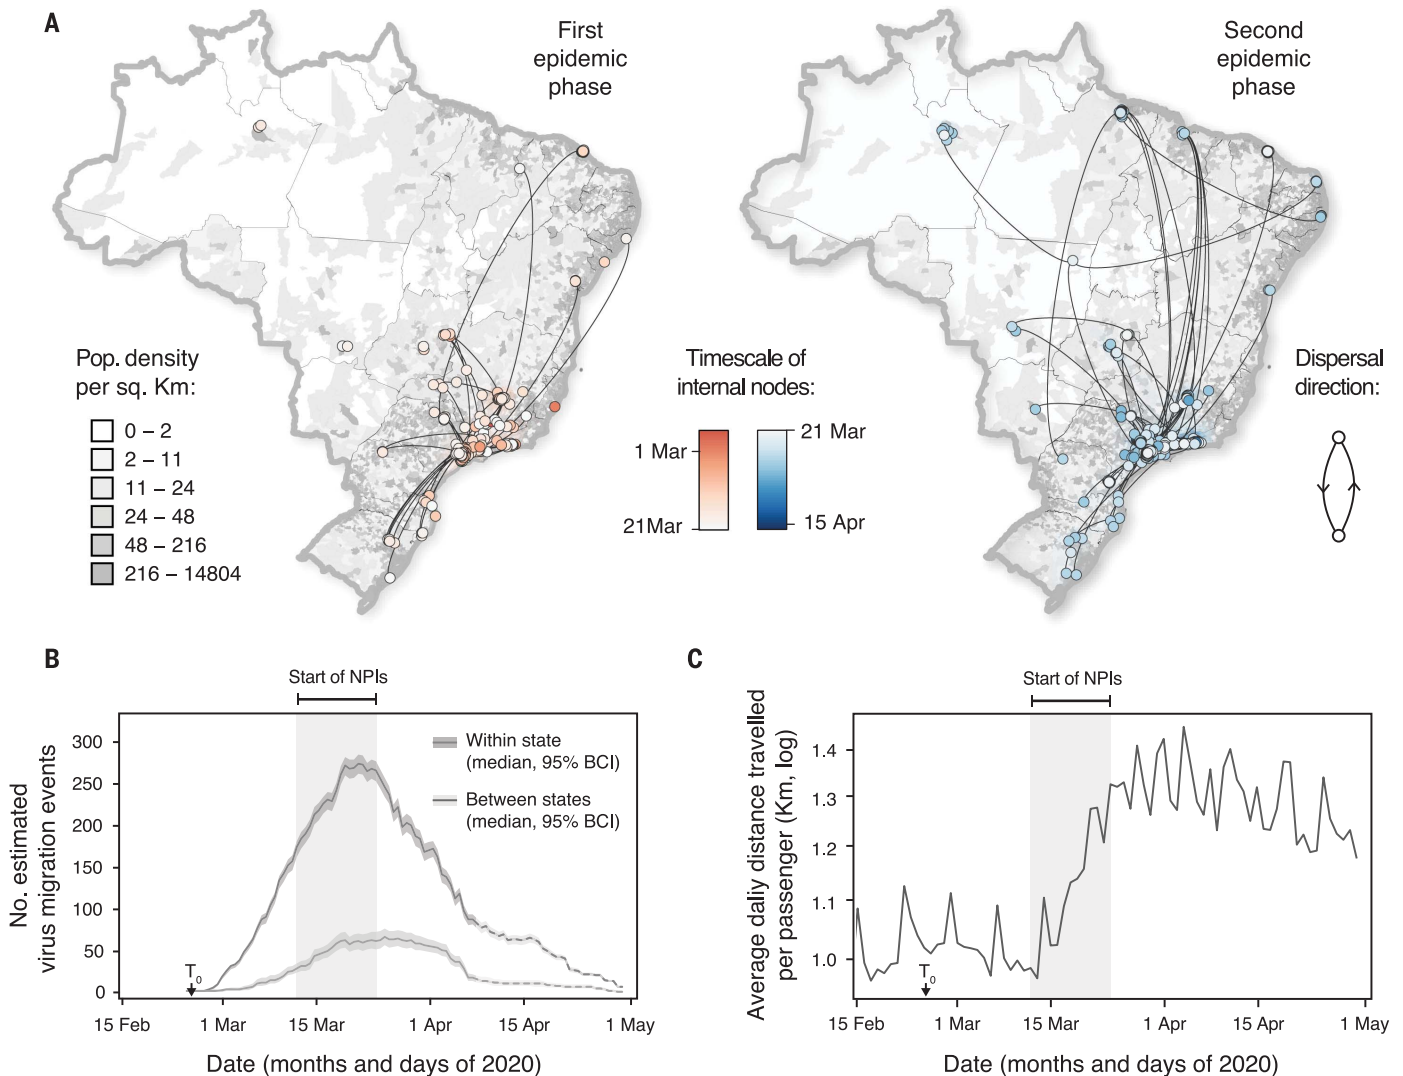 A
First
epidemic
phase
Second
epidemic
phase
Pop. density
per sq. Km:
0 – 2
2 – 11
11 – 24
24 – 48
48 – 216
216 – 14804
Timescale of
internal nodes:
1 Mar
21Mar
21 Mar
15 Apr
Dispersal
direction:
B
Start of NPIs
No. estimated
virus migration events
300
250
200
150
100
50
0
Within state
(median, 95% BCI)
Between states
(median, 95% BCI)
T0
15 Feb
1 Mar
15 Mar
1 Apr
15 Apr
1 May
Date (months and days of 2020)
C
Start of NPIs
Average daliy distance travelled
per passenger (Km, log)
1.4
1.3
1.2
1.1
1.0
T0
15 Feb
1 Mar
15 Mar
1 Apr
15 Apr
1 May
Date (months and days of 2020)